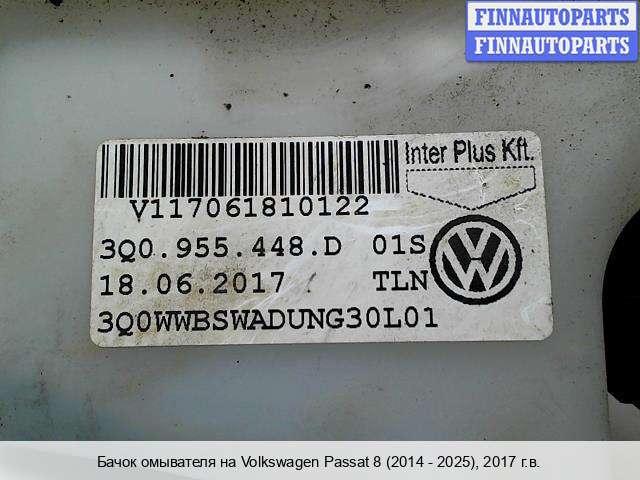 FINNAUTOPARTS
FINNAUTOPARTS
Inter Plus Kft.
V117061810122
3Q0.955.448.D 01S
18.06.2017 TLN
3Q0WWBSWADUNG30L01
Бачок омывателя на Volkswagen Passat 8 (2014 - 2025), 2017 г.в.